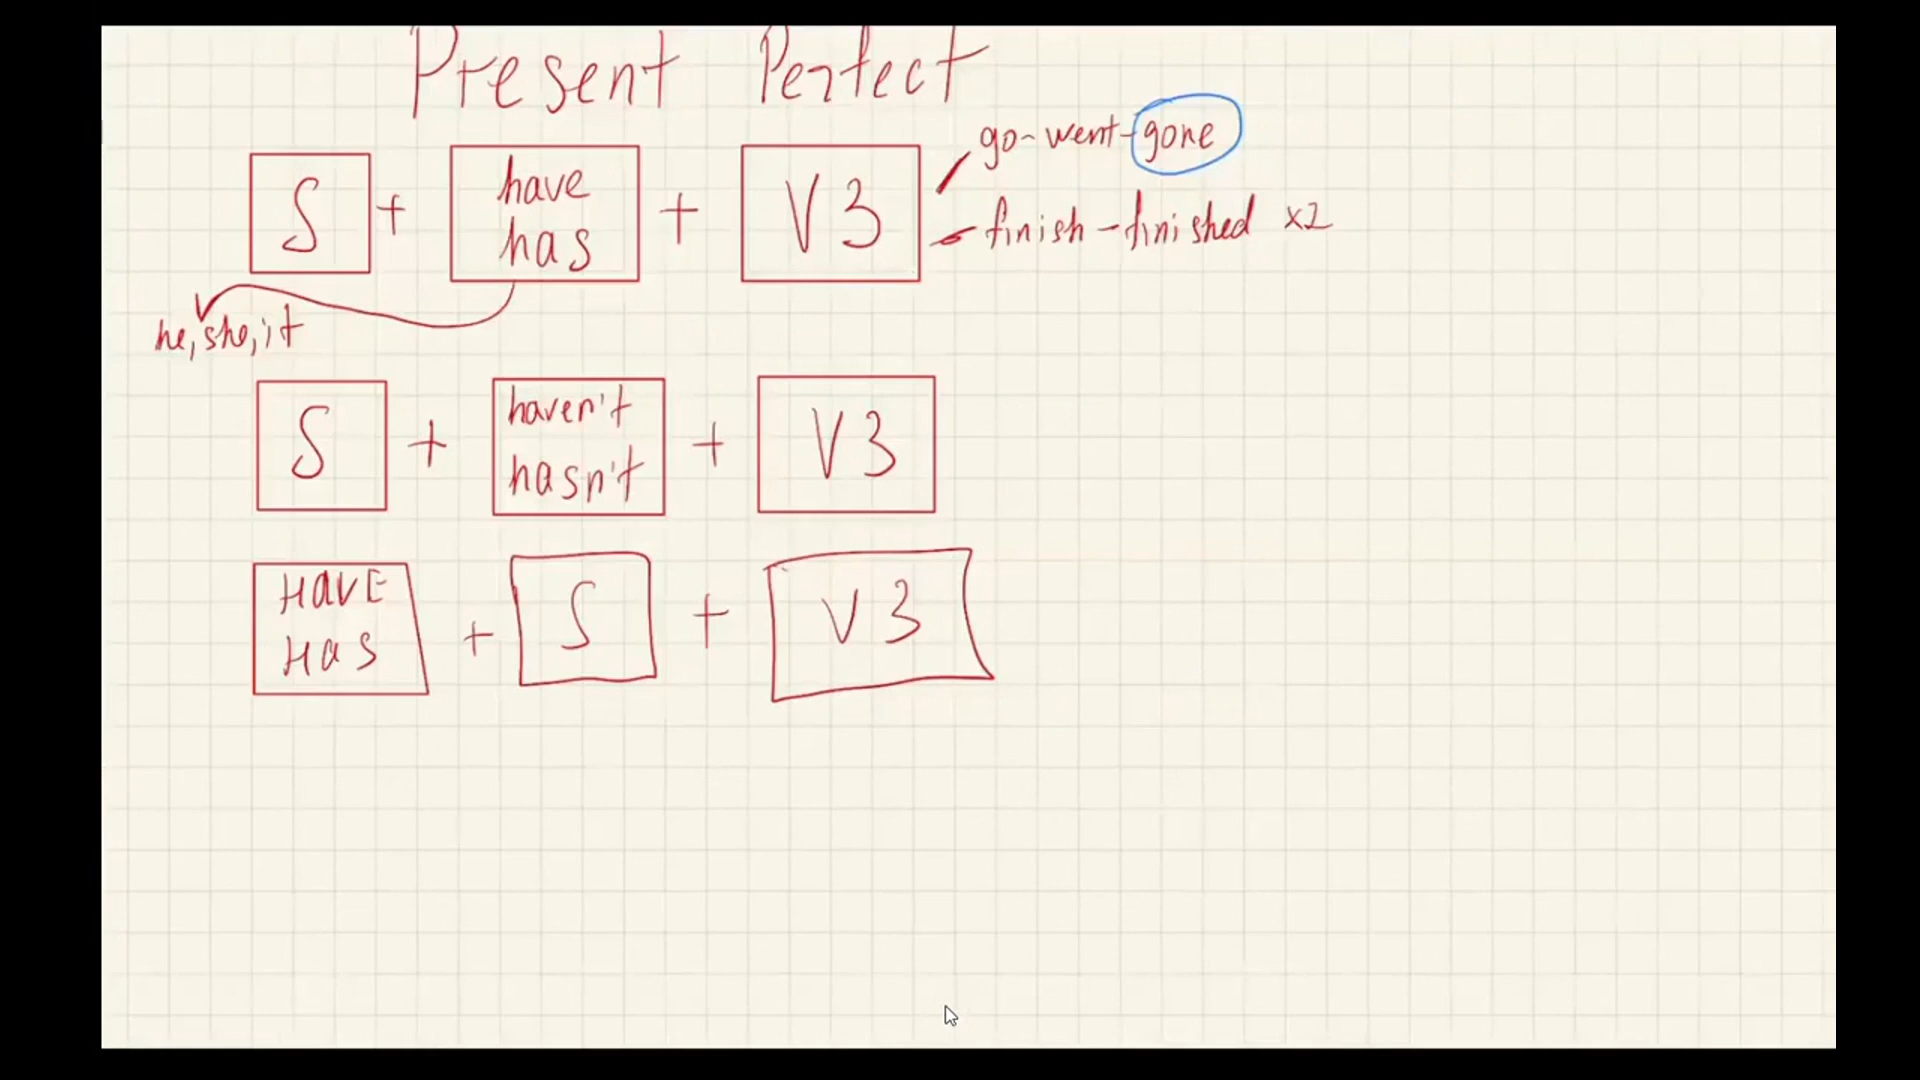 Present Perfect
go - went - gone
S + have has + V3
finish - finished x2
he, she, it
S + haven't hasn't + V3
HAVE HAS + S + V3